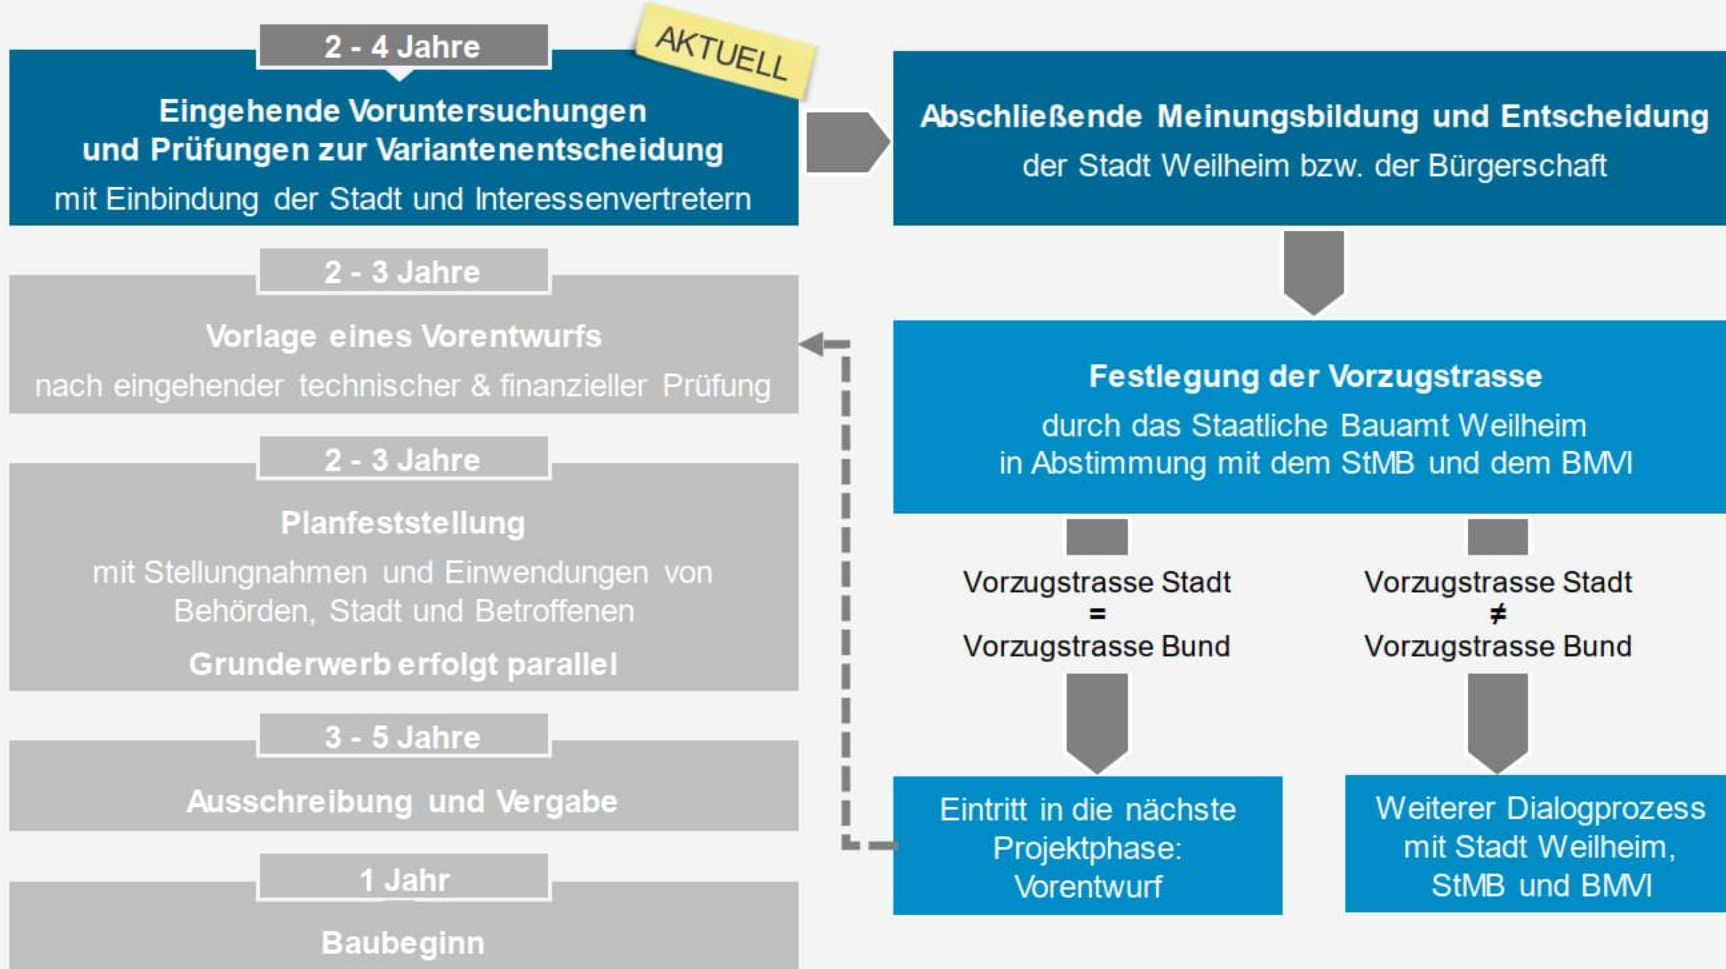 2 - 4 Jahre
AKTUELL
Eingehende Voruntersuchungen
und Prüfungen zur Variantenentscheidung
mit Einbindung der Stadt und Interessenvertretern
Abschließende Meinungsbildung und Entscheidung
der Stadt Weilheim bzw. der Bürgerschaft
2 - 3 Jahre
Vorlage eines Vorentwurfs
nach eingehender technischer & finanzieller Prüfung
2 - 3 Jahre
Planfeststellung
mit Stellungnahmen und Einwendungen von
Behörden, Stadt und Betroffenen
Grunderwerb erfolgt parallel
3 - 5 Jahre
Ausschreibung und Vergabe
1 Jahr
Baubeginn
Festlegung der Vorzugstrasse
durch das Staatliche Bauamt Weilheim
in Abstimmung mit dem StMB und dem BMVI
Vorzugstrasse Stadt
=
Vorzugstrasse Bund
Vorzugstrasse Stadt
≠
Vorzugstrasse Bund
Eintritt in die nächste
Projektphase:
Vorentwurf
Weiterer Dialogprozess
mit Stadt Weilheim,
StMB und BMVI